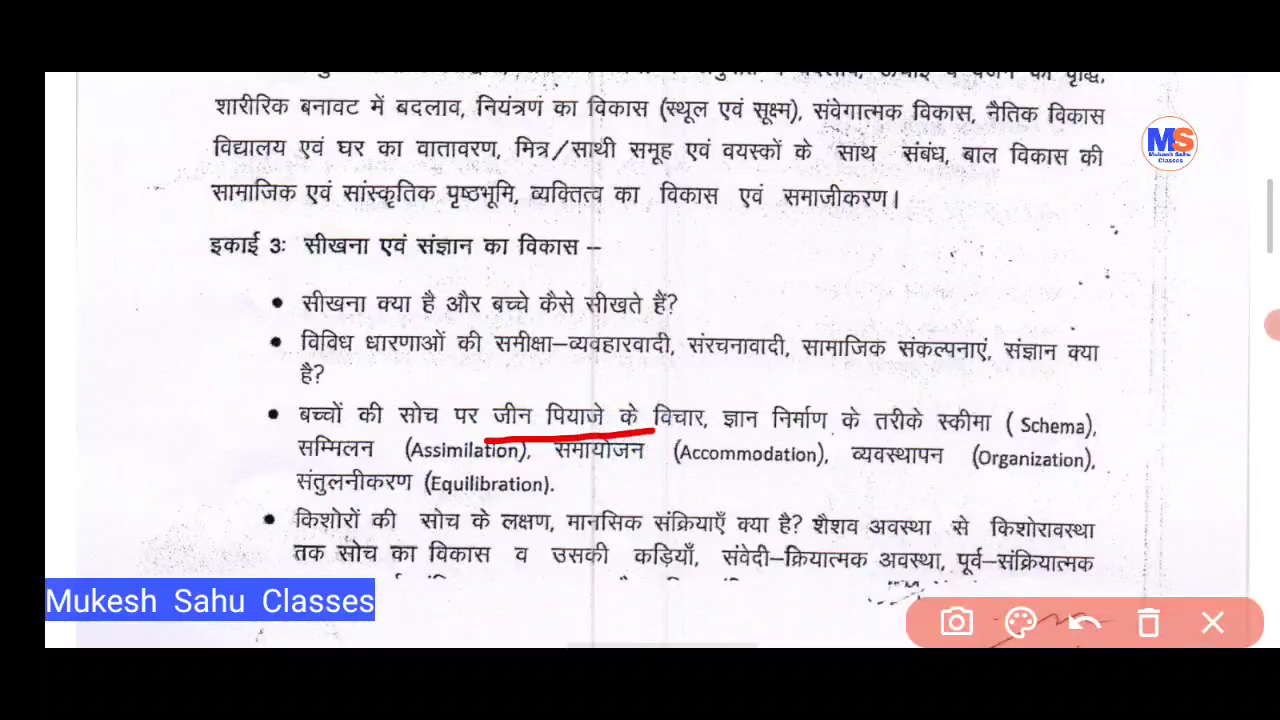 शारीरिक बनावट में बदलाव, नियंत्रण का विकास (स्थूल एवं सूक्ष्म), संवेगात्मक विकास, नैतिक विकास
विद्यालय एवं घर का वातावरण, मित्र/साथी समूह एवं वयस्कों के साथ संबंध, बाल विकास की
सामाजिक एवं सांस्कृतिक पृष्ठभूमि, व्यक्तित्व का विकास एवं समाजीकरण।
MS
Mukesh Sahu
Classes
इकाई 3: सीखना एवं संज्ञान का विकास –
• सीखना क्या है और बच्चे कैसे सीखते हैं?
• विविध धारणाओं की समीक्षा–व्यवहारवादी, संरचनावादी, सामाजिक संकल्पनाएं, संज्ञान क्या
है?
• बच्चों की सोच पर जीन पियाजे के विचार, ज्ञान निर्माण के तरीके स्कीमा ( Schema),
सम्मिलन (Assimilation), समायोजन (Accommodation), व्यवस्थापन (Organization),
संतुलनीकरण (Equilibration).
• किशोरों की सोच के लक्षण, मानसिक संक्रियाएँ क्या है? शैशव अवस्था से किशोरावस्था
तक सोच का विकास व उसकी कड़ियाँ, संवेदी–क्रियात्मक अवस्था, पूर्व–संक्रियात्मक
Mukesh Sahu Classes